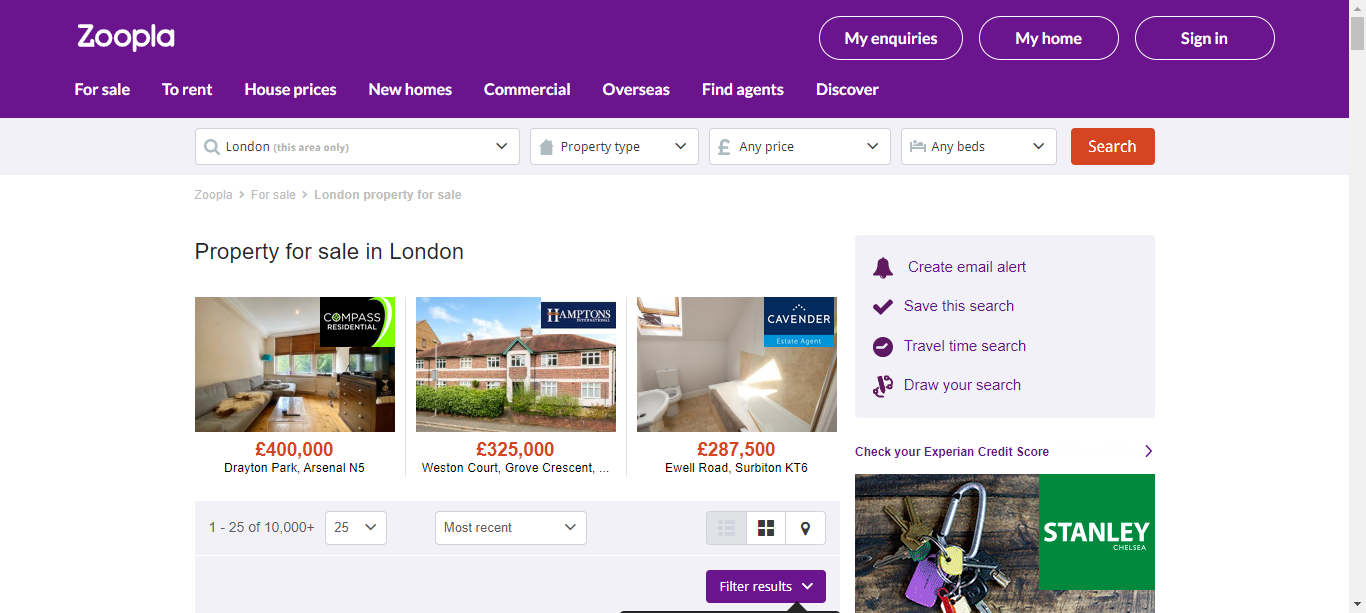 Zoopla
My enquiries
My home
Sign in
For sale
To rent
House prices
New homes
Commercial
Overseas
Find agents
Discover
London (this area only)
Property type
£ Any price
Any beds
Search
Zoopla > For sale > London property for sale
Property for sale in London
COMPASS
RESIDENTIAL
£400,000
Drayton Park, Arsenal N5
HAMPTONS
INTERNATIONAL
£325,000
Weston Court, Grove Crescent, ...
CAVENDER
Estate Agent
£287,500
Ewell Road, Surbiton KT6
Create email alert
Save this search
Travel time search
Draw your search
Check your Experian Credit Score
STANLEY
CHELSEA
1 - 25 of 10,000+
25
Most recent
Filter results